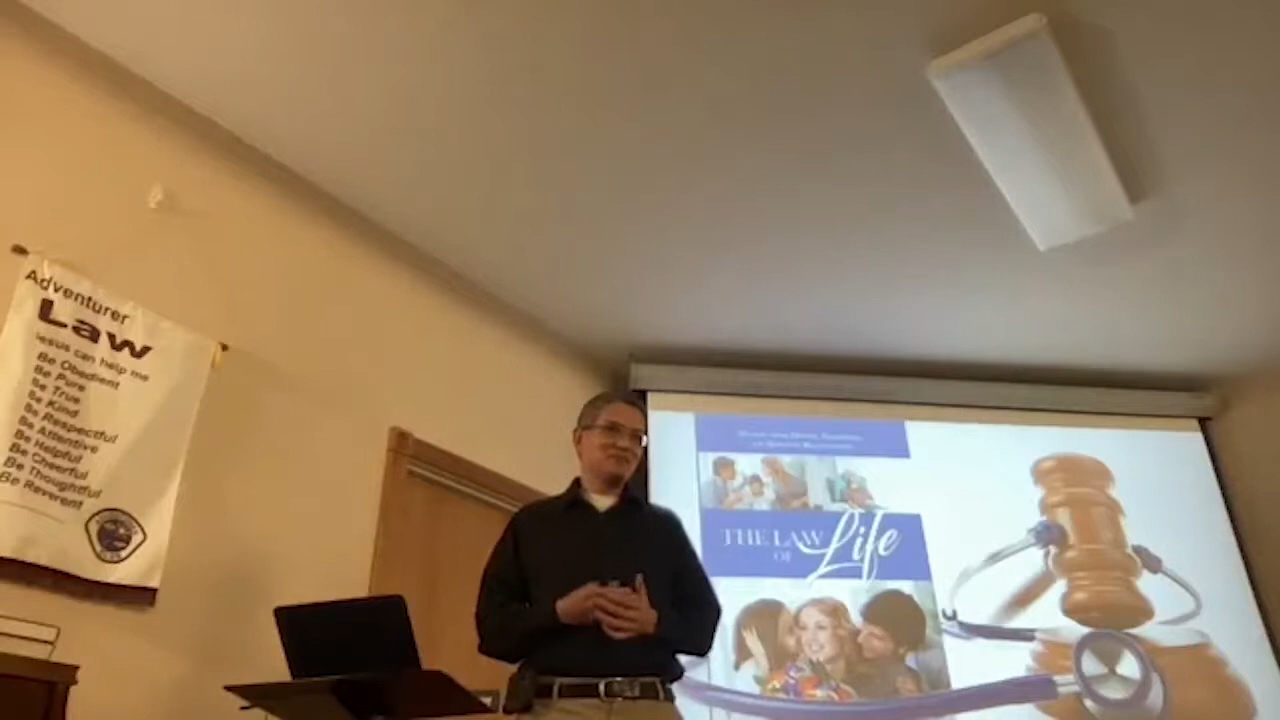 Adventurer
Law
Jesus can help me
Be Obedient
Be Pure
Be True
Be Kind
Be Respectful
Be Attentive
Be Helpful
Be Cheerful
Be Thoughtful
Be Reverent
THE LAW
OF Life